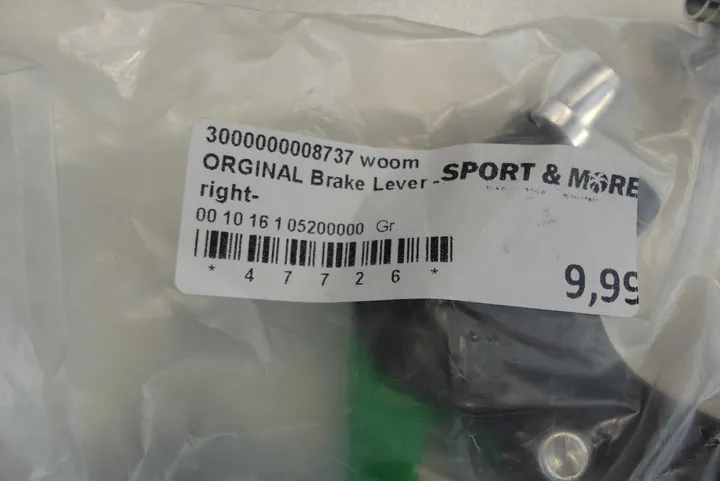 3000000008737 woom
ORGINAL Brake Lever -
right-
SPORT & MORE
00 10 16 1 05200000 Gr.
* 4 7 7 2 6 *
9,99